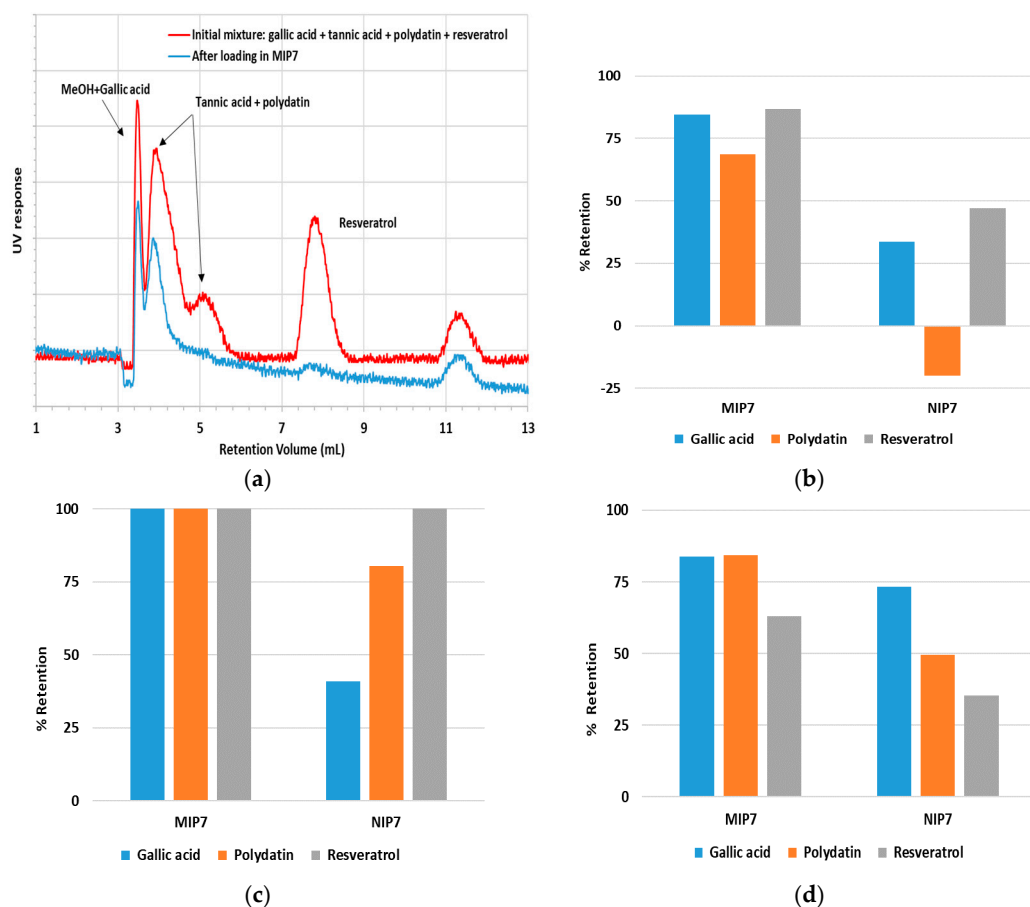 Initial mixture: gallic acid + tannic acid + polydatin + resveratrol
After loading in MIP7
MeOH+Gallic acid
Tannic acid + polydatin
Resveratrol
UV response
1 3 5 7 9 11 13
Retention Volume (mL)
(a)
100
75
50
25
0
-25
% Retention
MIP7 NIP7
Gallic acid Polydatin Resveratrol
(b)
100
75
50
25
0
% Retention
MIP7 NIP7
Gallic acid Polydatin Resveratrol
(c)
100
75
50
25
0
% Retention
MIP7 NIP7
Gallic acid Polydatin Resveratrol
(d)